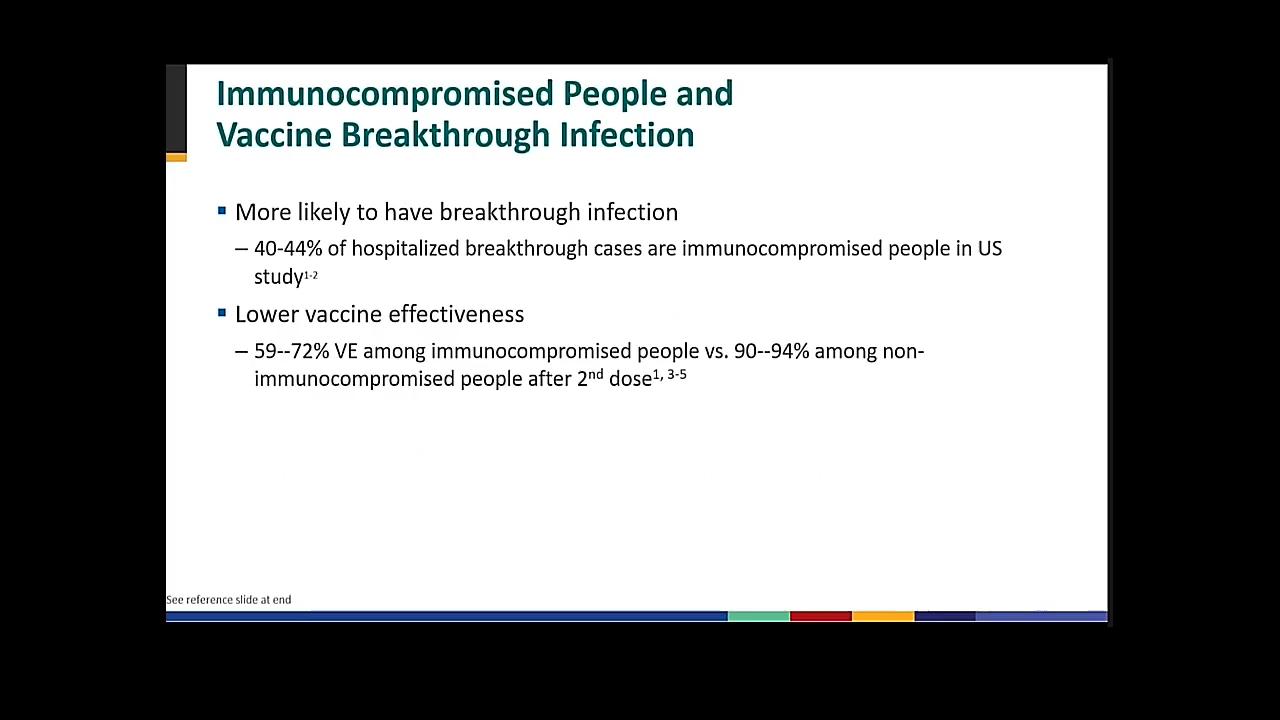 Immunocompromised People and
Vaccine Breakthrough Infection
▪ More likely to have breakthrough infection
– 40-44% of hospitalized breakthrough cases are immunocompromised people in US
study1-2
▪ Lower vaccine effectiveness
– 59--72% VE among immunocompromised people vs. 90--94% among non-
immunocompromised people after 2nd dose1, 3-5
See reference slide at end